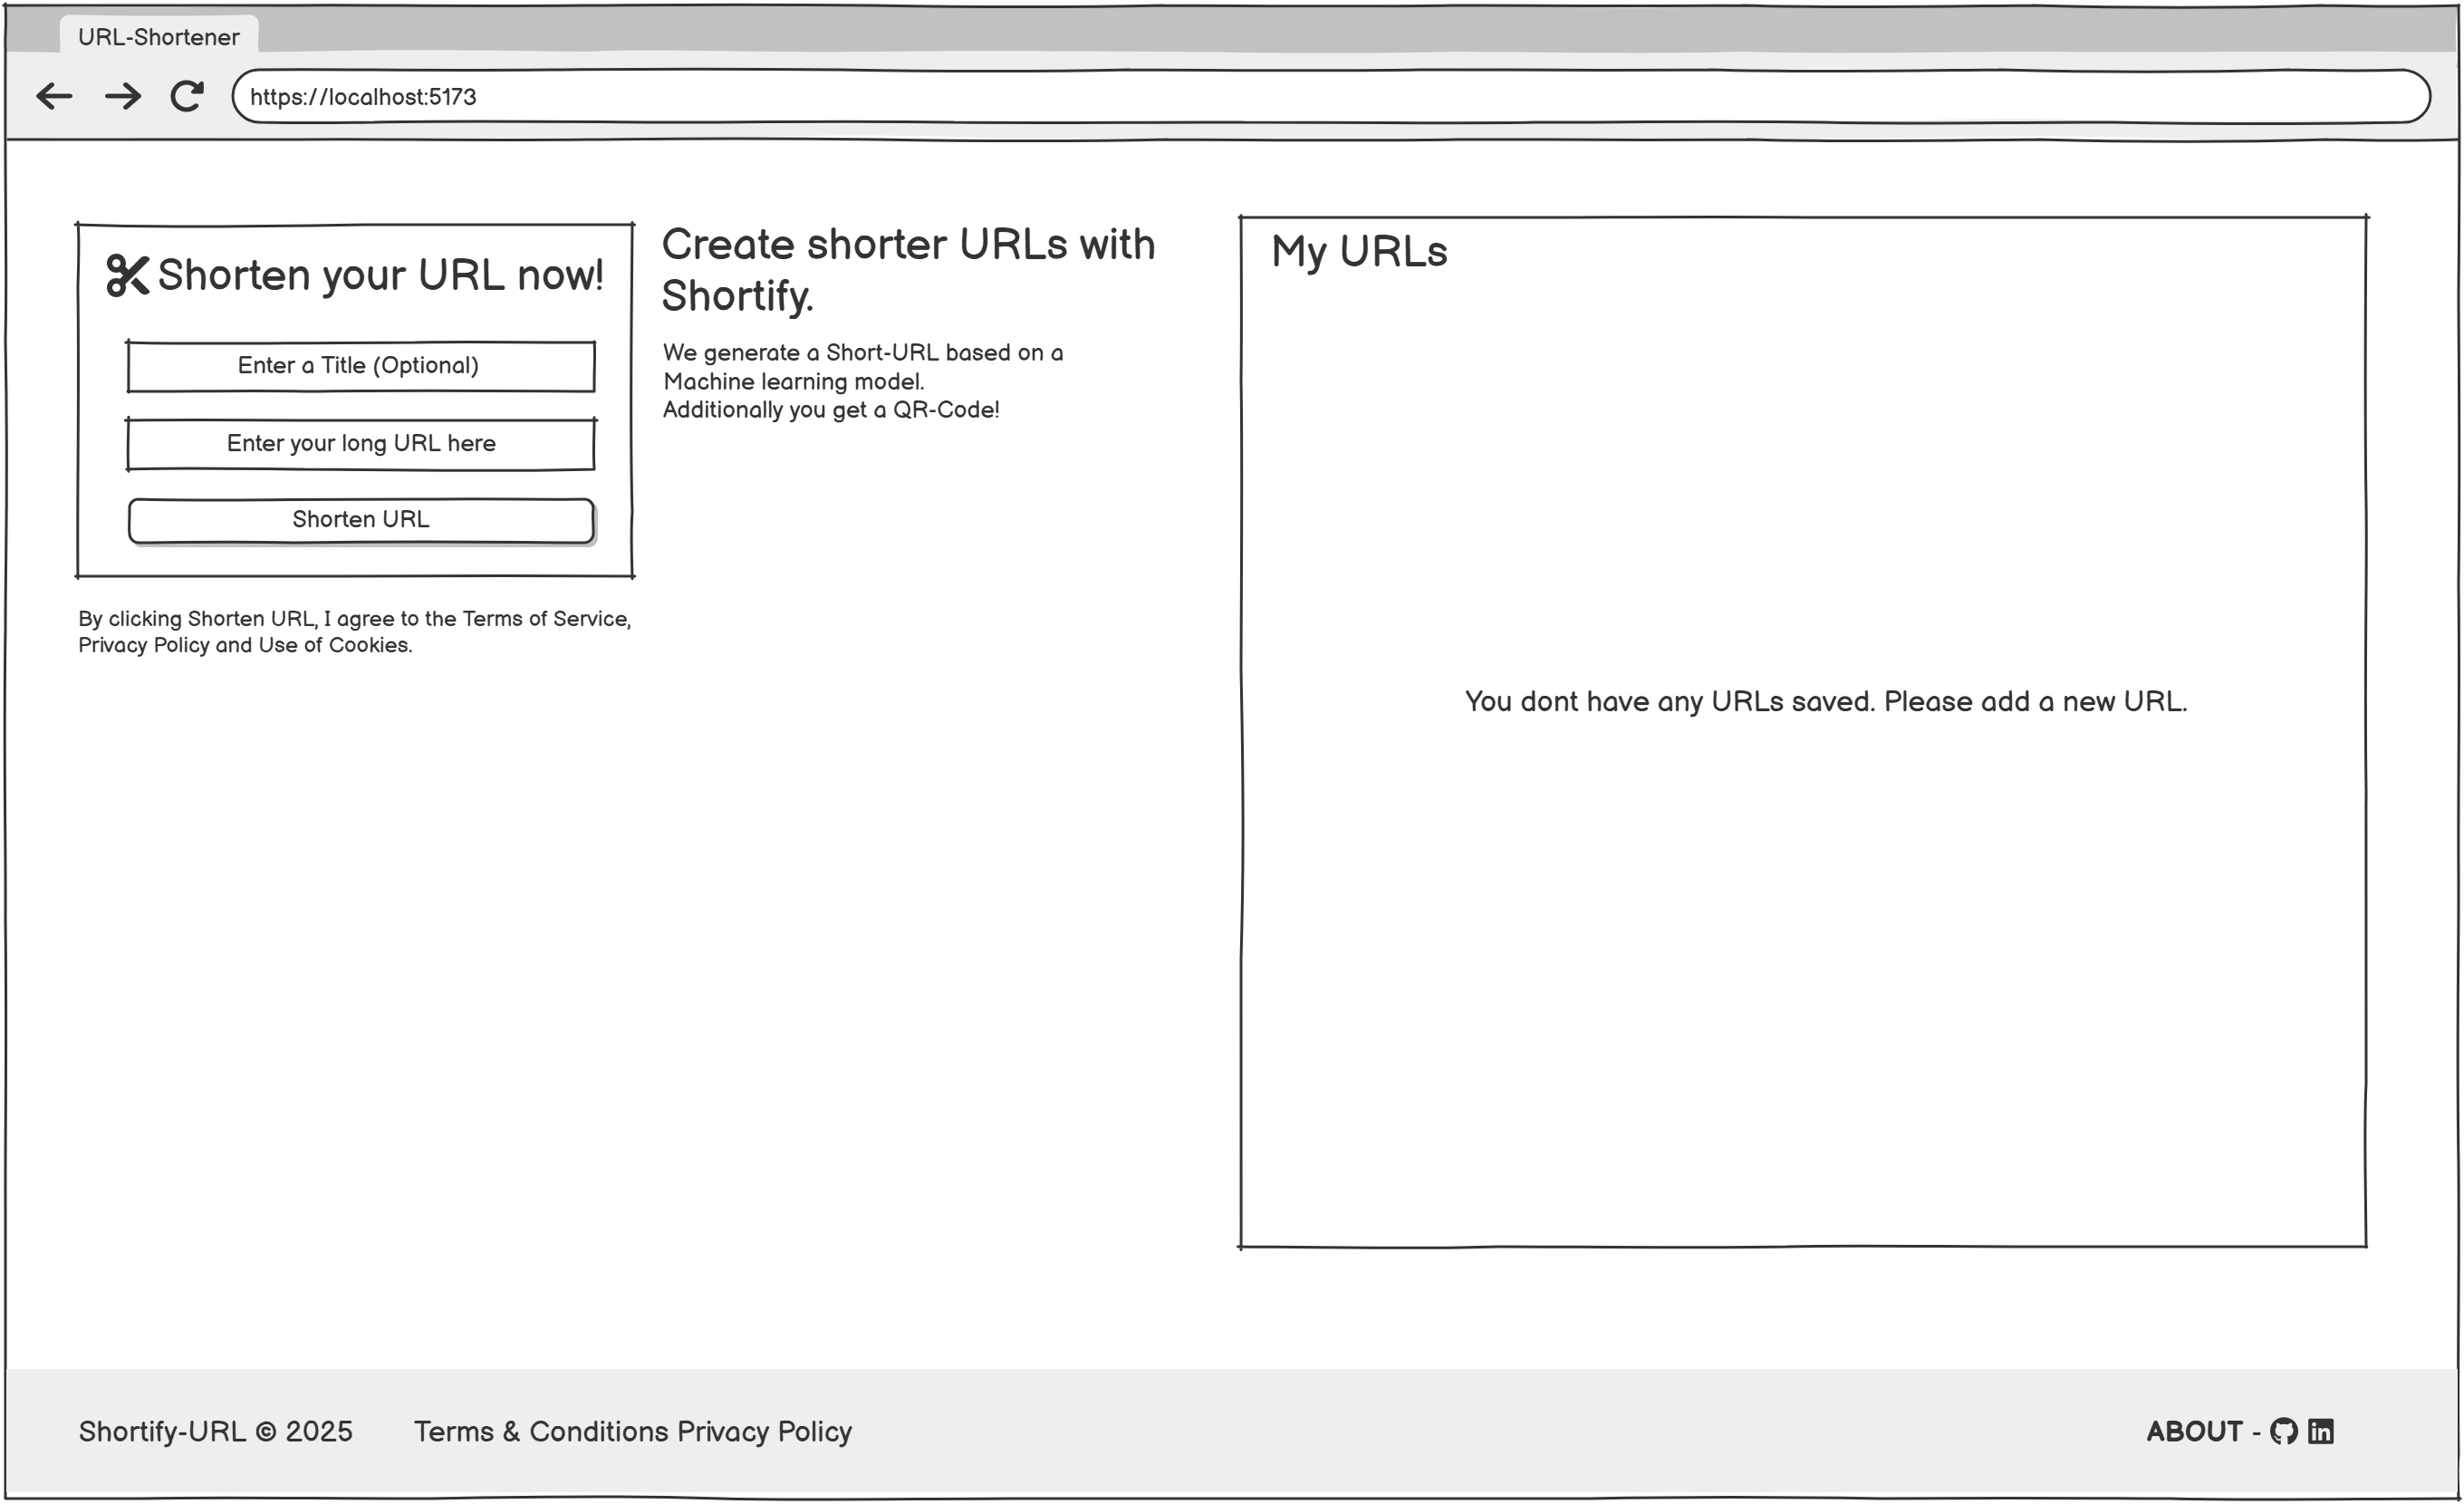 URL-Shortener
https://localhost:5173
Shorten your URL now!
Enter a Title (Optional)
Enter your long URL here
Shorten URL
By clicking Shorten URL, I agree to the Terms of Service,
Privacy Policy and Use of Cookies.
Create shorter URLs with
Shortify.
We generate a Short-URL based on a
Machine learning model.
Additionally you get a QR-Code!
My URLs
You dont have any URLs saved. Please add a new URL.
Shortify-URL © 2025
Terms & Conditions Privacy Policy
ABOUT -
in